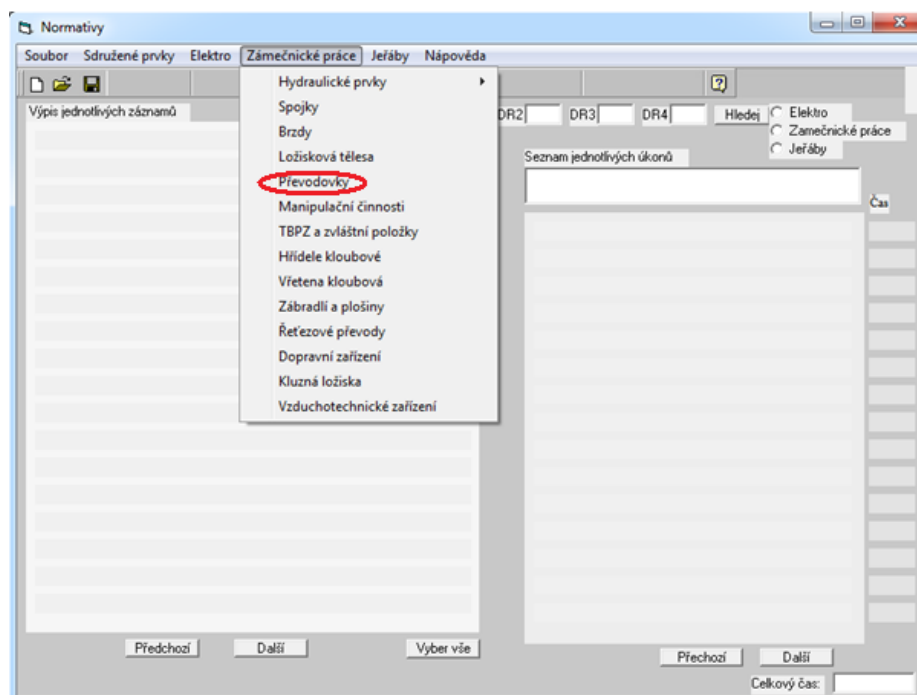 Normativy
Soubor Sdružené prvky Elektro Zámečnické práce Jeřáby Nápověda
Hydraulické prvky
Spojky
Brzdy
Ložisková tělesa
Převodovky
Manipulační činnosti
TBPZ a zvláštní položky
Hřídele kloubové
Vřetena kloubová
Zábradlí a plošiny
Řeťezové převody
Dopravní zařízení
Kluzná ložiska
Vzduchotechnické zařízení
Výpis jednotlivých záznamů
DR2 DR3 DR4 Hledej
Elektro
Zamečnické práce
Jeřáby
Seznam jednotlivých úkonů
Čas
Předchozí Další Vyber vše
Přechozí Další
Celkový čas: